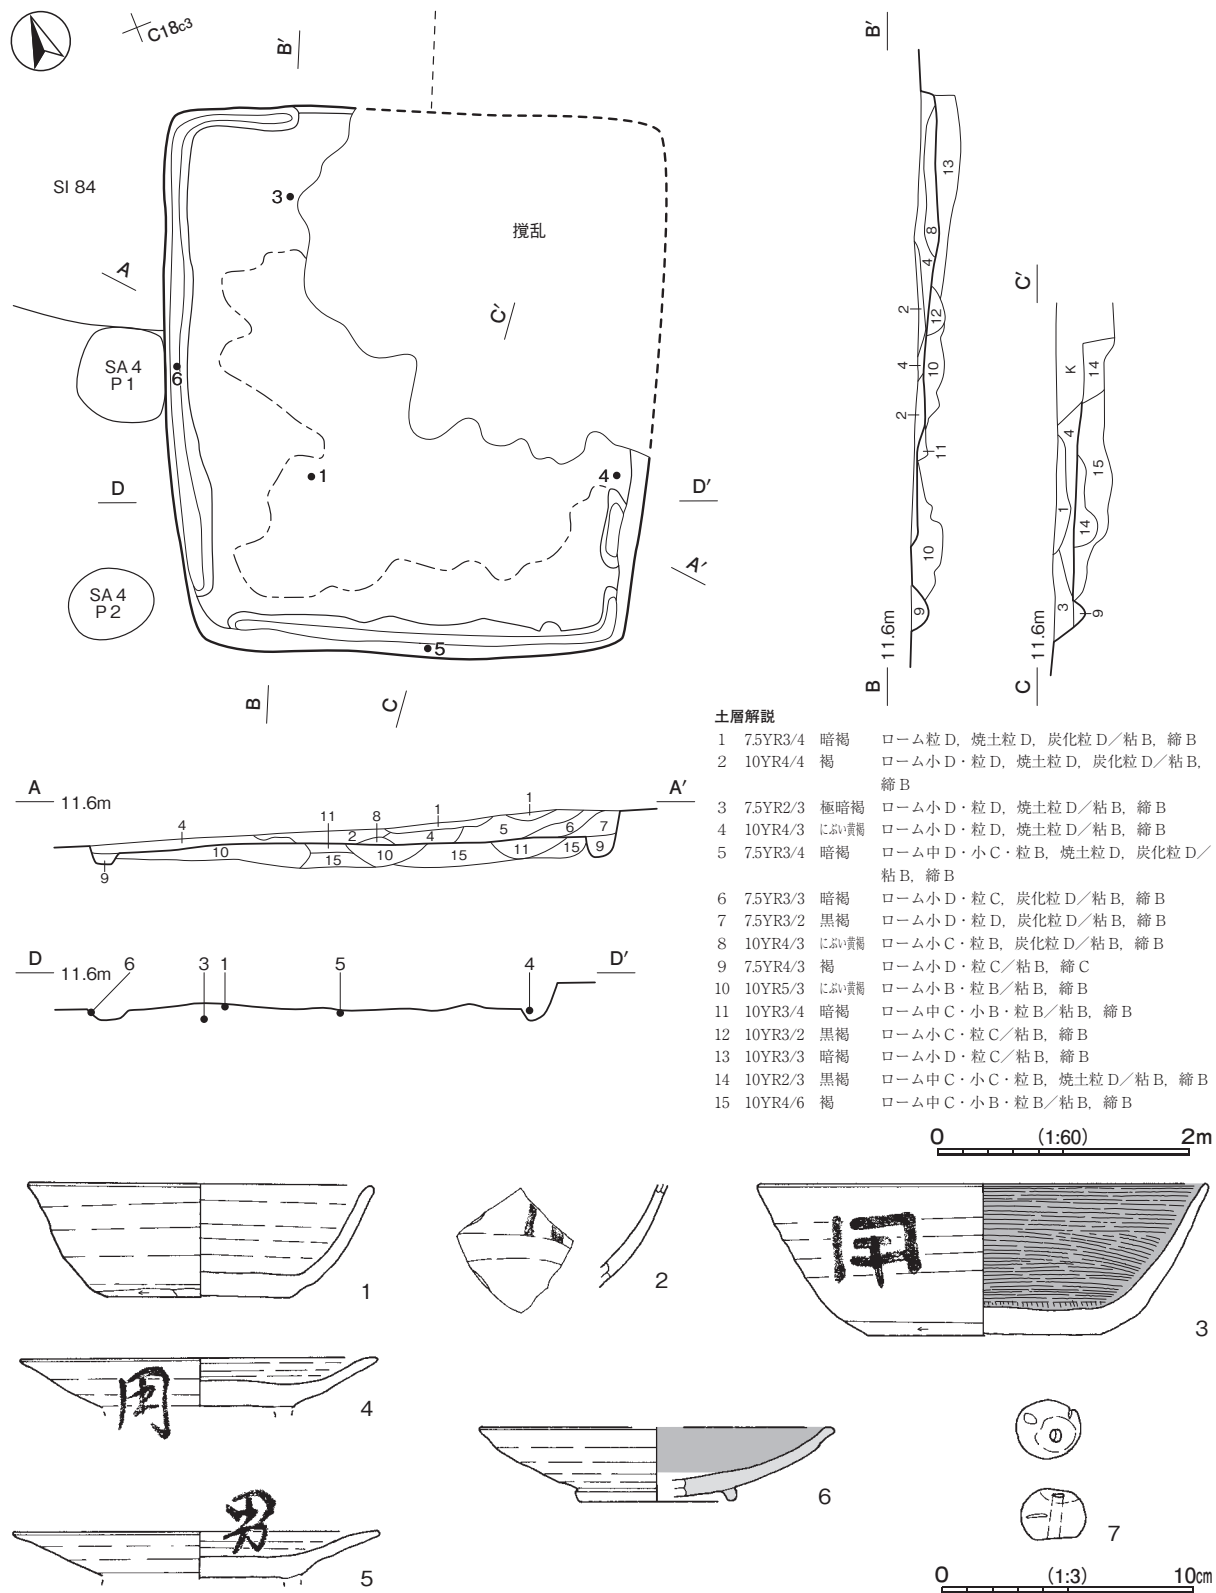 C18c3
B′
SI 84
3
撹乱
A
C′
SA 4
P 1
6
1
4
D
D′
A′
SA 4
P 2
5
B
C
B′
13
8
4
2
12
4
10
2
11
10
9
B 11.6m
C′
K
14
4
15
1
14
3
9
C 11.6m
A 11.6m A′
4 11 8 1 1
2 4 5 6 7
10 15 10 15 11 15 9
9
D 11.6m D′
6 3 1 5 4
土層解説
1 7.5YR3/4 暗褐 ローム粒 D，焼土粒 D，炭化粒 D／粘 B，締 B
2 10YR4/4 褐 ローム小 D・粒 D，焼土粒 D，炭化粒 D／粘 B，
締 B
3 7.5YR2/3 極暗褐 ローム小 D・粒 D，焼土粒 D／粘 B，締 B
4 10YR4/3 にぶい黄褐 ローム小 D・粒 D，焼土粒 D／粘 B，締 B
5 7.5YR3/4 暗褐 ローム中 D・小 C・粒 B，焼土粒 D，炭化粒 D／
粘 B，締 B
6 7.5YR3/3 暗褐 ローム小 D・粒 C，炭化粒 D／粘 B，締 B
7 7.5YR3/2 黒褐 ローム小 D・粒 D，炭化粒 D／粘 B，締 B
8 10YR4/3 にぶい黄褐 ローム小 C・粒 B，炭化粒 D／粘 B，締 B
9 7.5YR4/3 褐 ローム小 D・粒 C／粘 B，締 C
10 10YR5/3 にぶい黄褐 ローム小 B・粒 B／粘 B，締 B
11 10YR3/4 暗褐 ローム中 C・小 B・粒 B／粘 B，締 B
12 10YR3/2 黒褐 ローム小 C・粒 C／粘 B，締 B
13 10YR3/3 暗褐 ローム小 D・粒 C／粘 B，締 B
14 10YR2/3 黒褐 ローム中 C・小 C・粒 B，焼土粒 D／粘 B，締 B
15 10YR4/6 褐 ローム中 C・小 B・粒 B／粘 B，締 B
0 (1:60) 2m
1
2
3
4
5
6
7
0 (1:3) 10cm